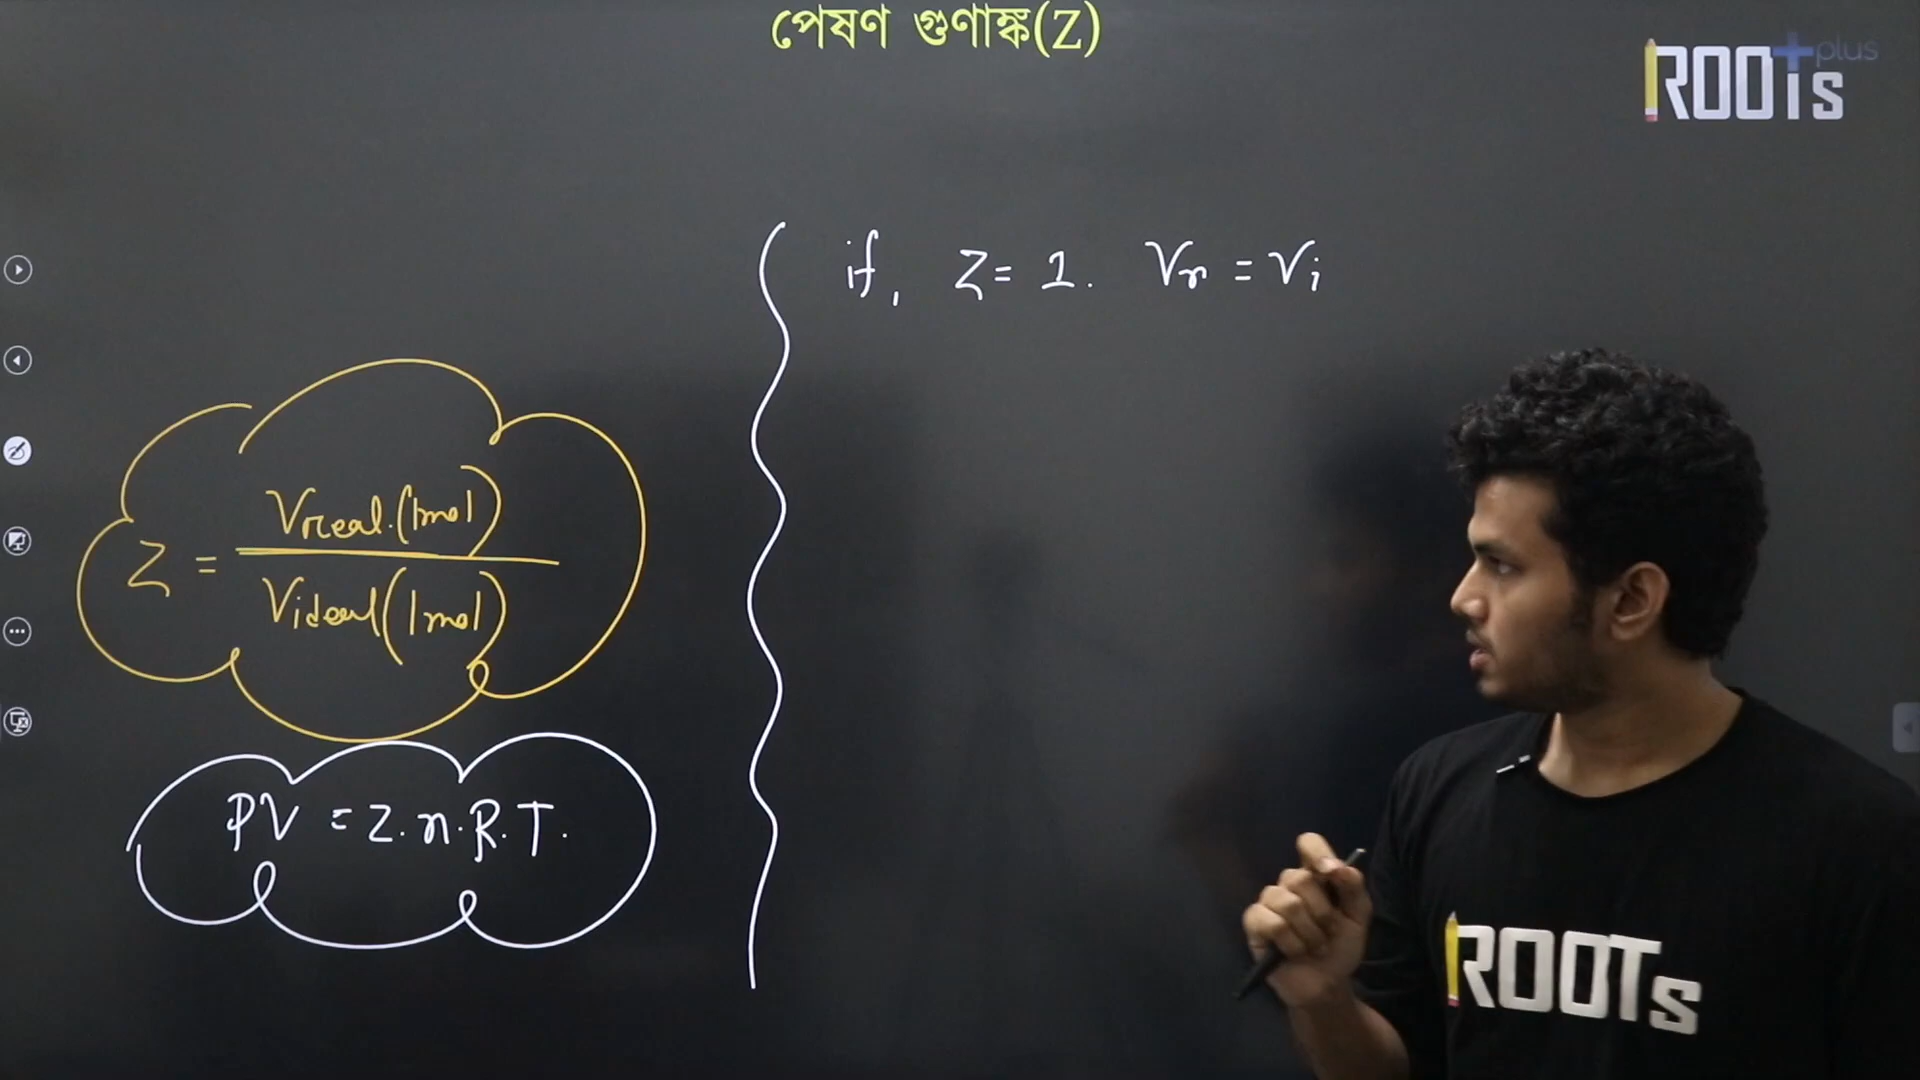 পেষণ গুণাঙ্ক(Z)
ROOTs plus
if, Z = 1. Vr = Vi
Z = Vreal.(1mol) / Videal(1mol)
PV = Z.n.R.T.
ROOTs